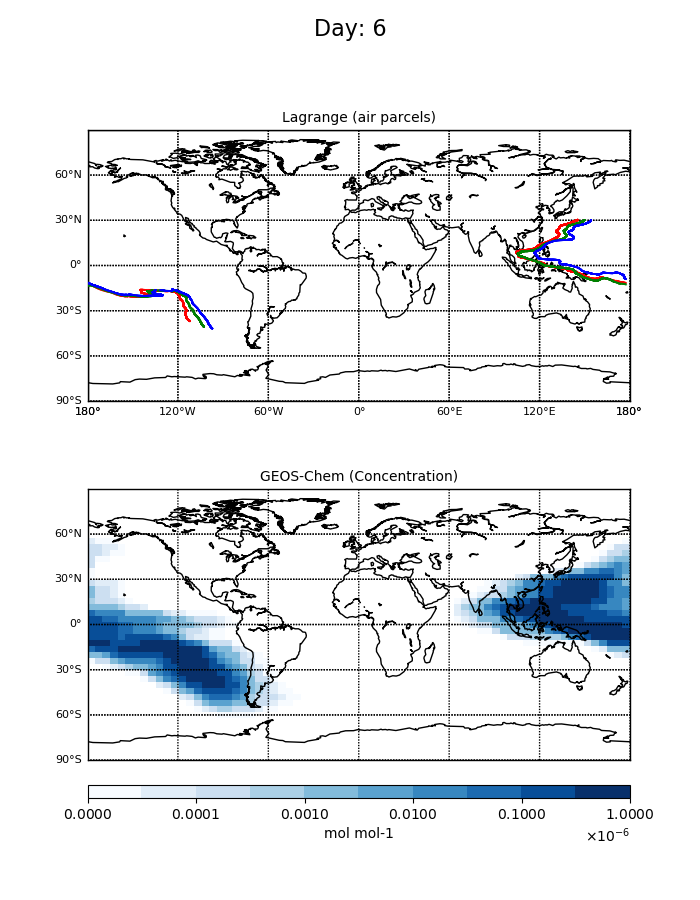 Day: 6
Lagrange (air parcels)
60°N
30°N
0°
30°S
60°S
90°S
180° 120°W 60°W 0° 60°E 120°E 180°
GEOS-Chem (Concentration)
60°N
30°N
0°
30°S
60°S
90°S
0.0000 0.0001 0.0010 0.0100 0.1000 1.0000
mol mol-1 ×10⁻⁶